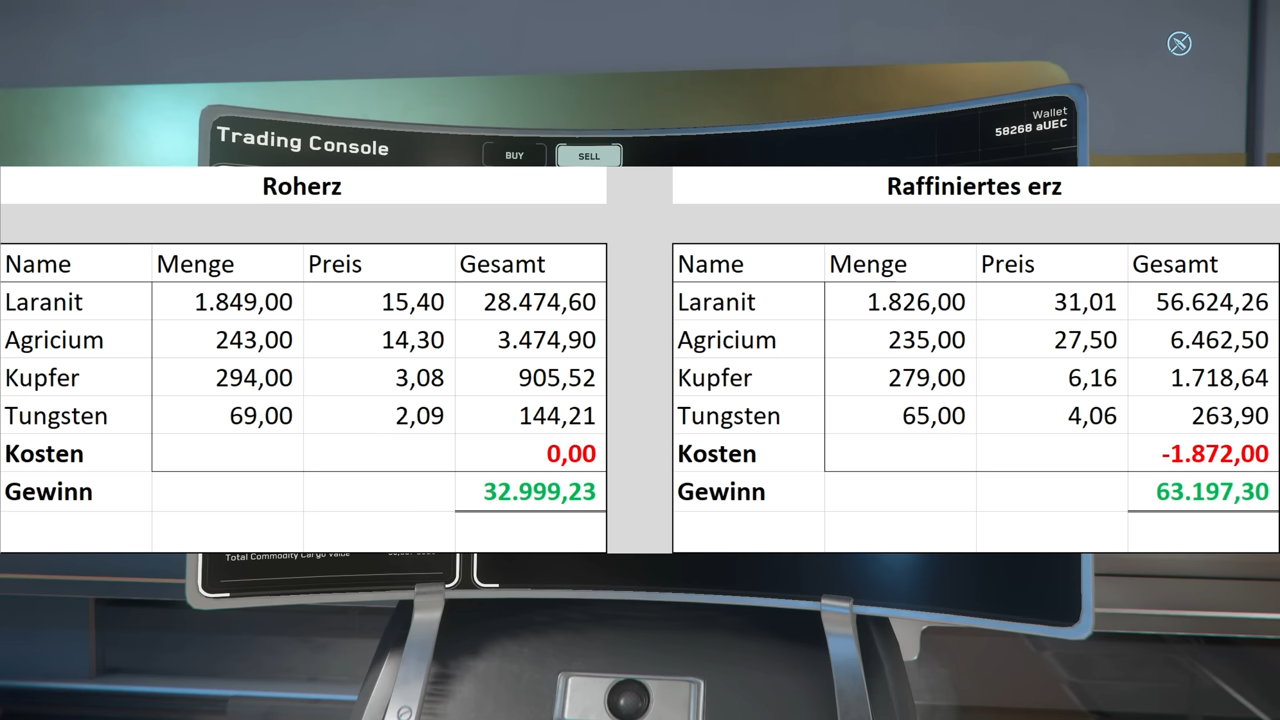 Trading Console
BUY
SELL
Wallet
58268 aUEC
Roherz
Name Menge Preis Gesamt
Laranit 1.849,00 15,40 28.474,60
Agricium 243,00 14,30 3.474,90
Kupfer 294,00 3,08 905,52
Tungsten 69,00 2,09 144,21
Kosten 0,00
Gewinn 32.999,23
Raffiniertes erz
Name Menge Preis Gesamt
Laranit 1.826,00 31,01 56.624,26
Agricium 235,00 27,50 6.462,50
Kupfer 279,00 6,16 1.718,64
Tungsten 65,00 4,06 263,90
Kosten -1.872,00
Gewinn 63.197,30
Total Commodity Cargo Value